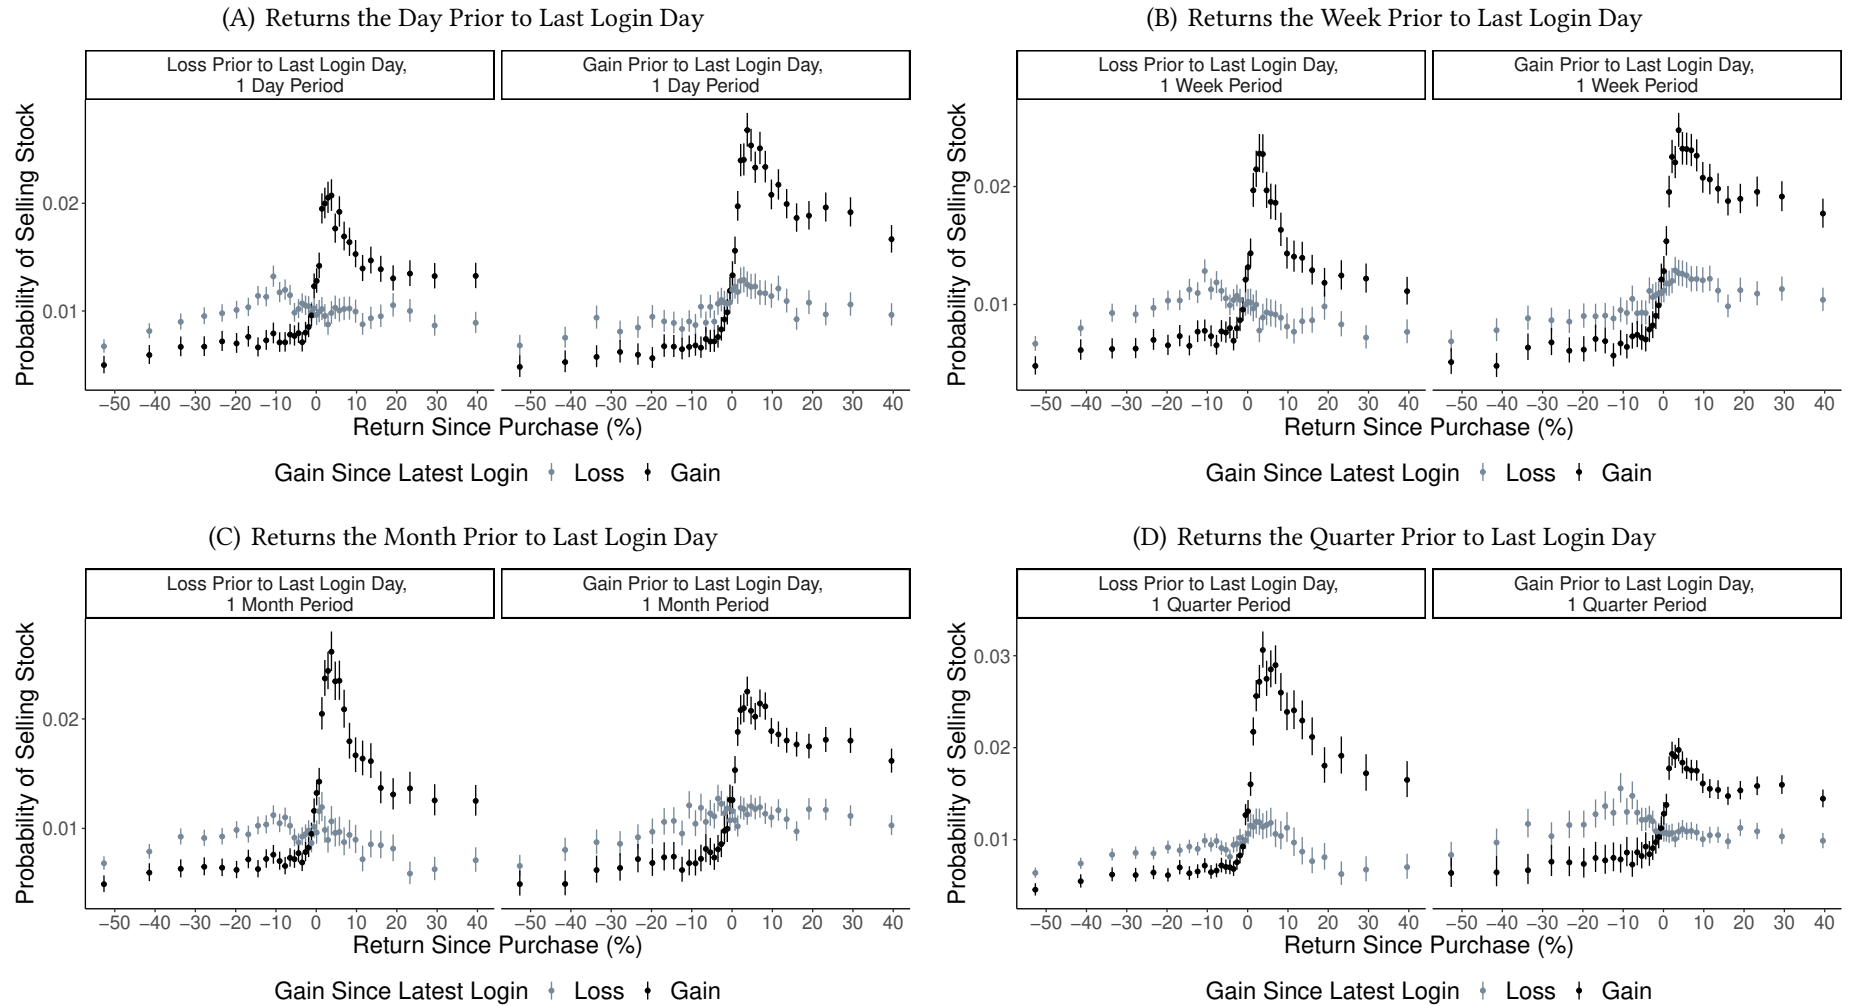 (A) Returns the Day Prior to Last Login Day
Loss Prior to Last Login Day,
1 Day Period
Gain Prior to Last Login Day,
1 Day Period
Probability of Selling Stock
0.02
0.01
−50 −40 −30 −20 −10 0 10 20 30 40
−50 −40 −30 −20 −10 0 10 20 30 40
Return Since Purchase (%)
Gain Since Latest Login Loss Gain
(B) Returns the Week Prior to Last Login Day
Loss Prior to Last Login Day,
1 Week Period
Gain Prior to Last Login Day,
1 Week Period
Probability of Selling Stock
0.02
0.01
−50 −40 −30 −20 −10 0 10 20 30 40
−50 −40 −30 −20 −10 0 10 20 30 40
Return Since Purchase (%)
Gain Since Latest Login Loss Gain
(C) Returns the Month Prior to Last Login Day
Loss Prior to Last Login Day,
1 Month Period
Gain Prior to Last Login Day,
1 Month Period
Probability of Selling Stock
0.02
0.01
−50 −40 −30 −20 −10 0 10 20 30 40
−50 −40 −30 −20 −10 0 10 20 30 40
Return Since Purchase (%)
Gain Since Latest Login Loss Gain
(D) Returns the Quarter Prior to Last Login Day
Loss Prior to Last Login Day,
1 Quarter Period
Gain Prior to Last Login Day,
1 Quarter Period
Probability of Selling Stock
0.03
0.02
0.01
−50 −40 −30 −20 −10 0 10 20 30 40
−50 −40 −30 −20 −10 0 10 20 30 40
Return Since Purchase (%)
Gain Since Latest Login Loss Gain